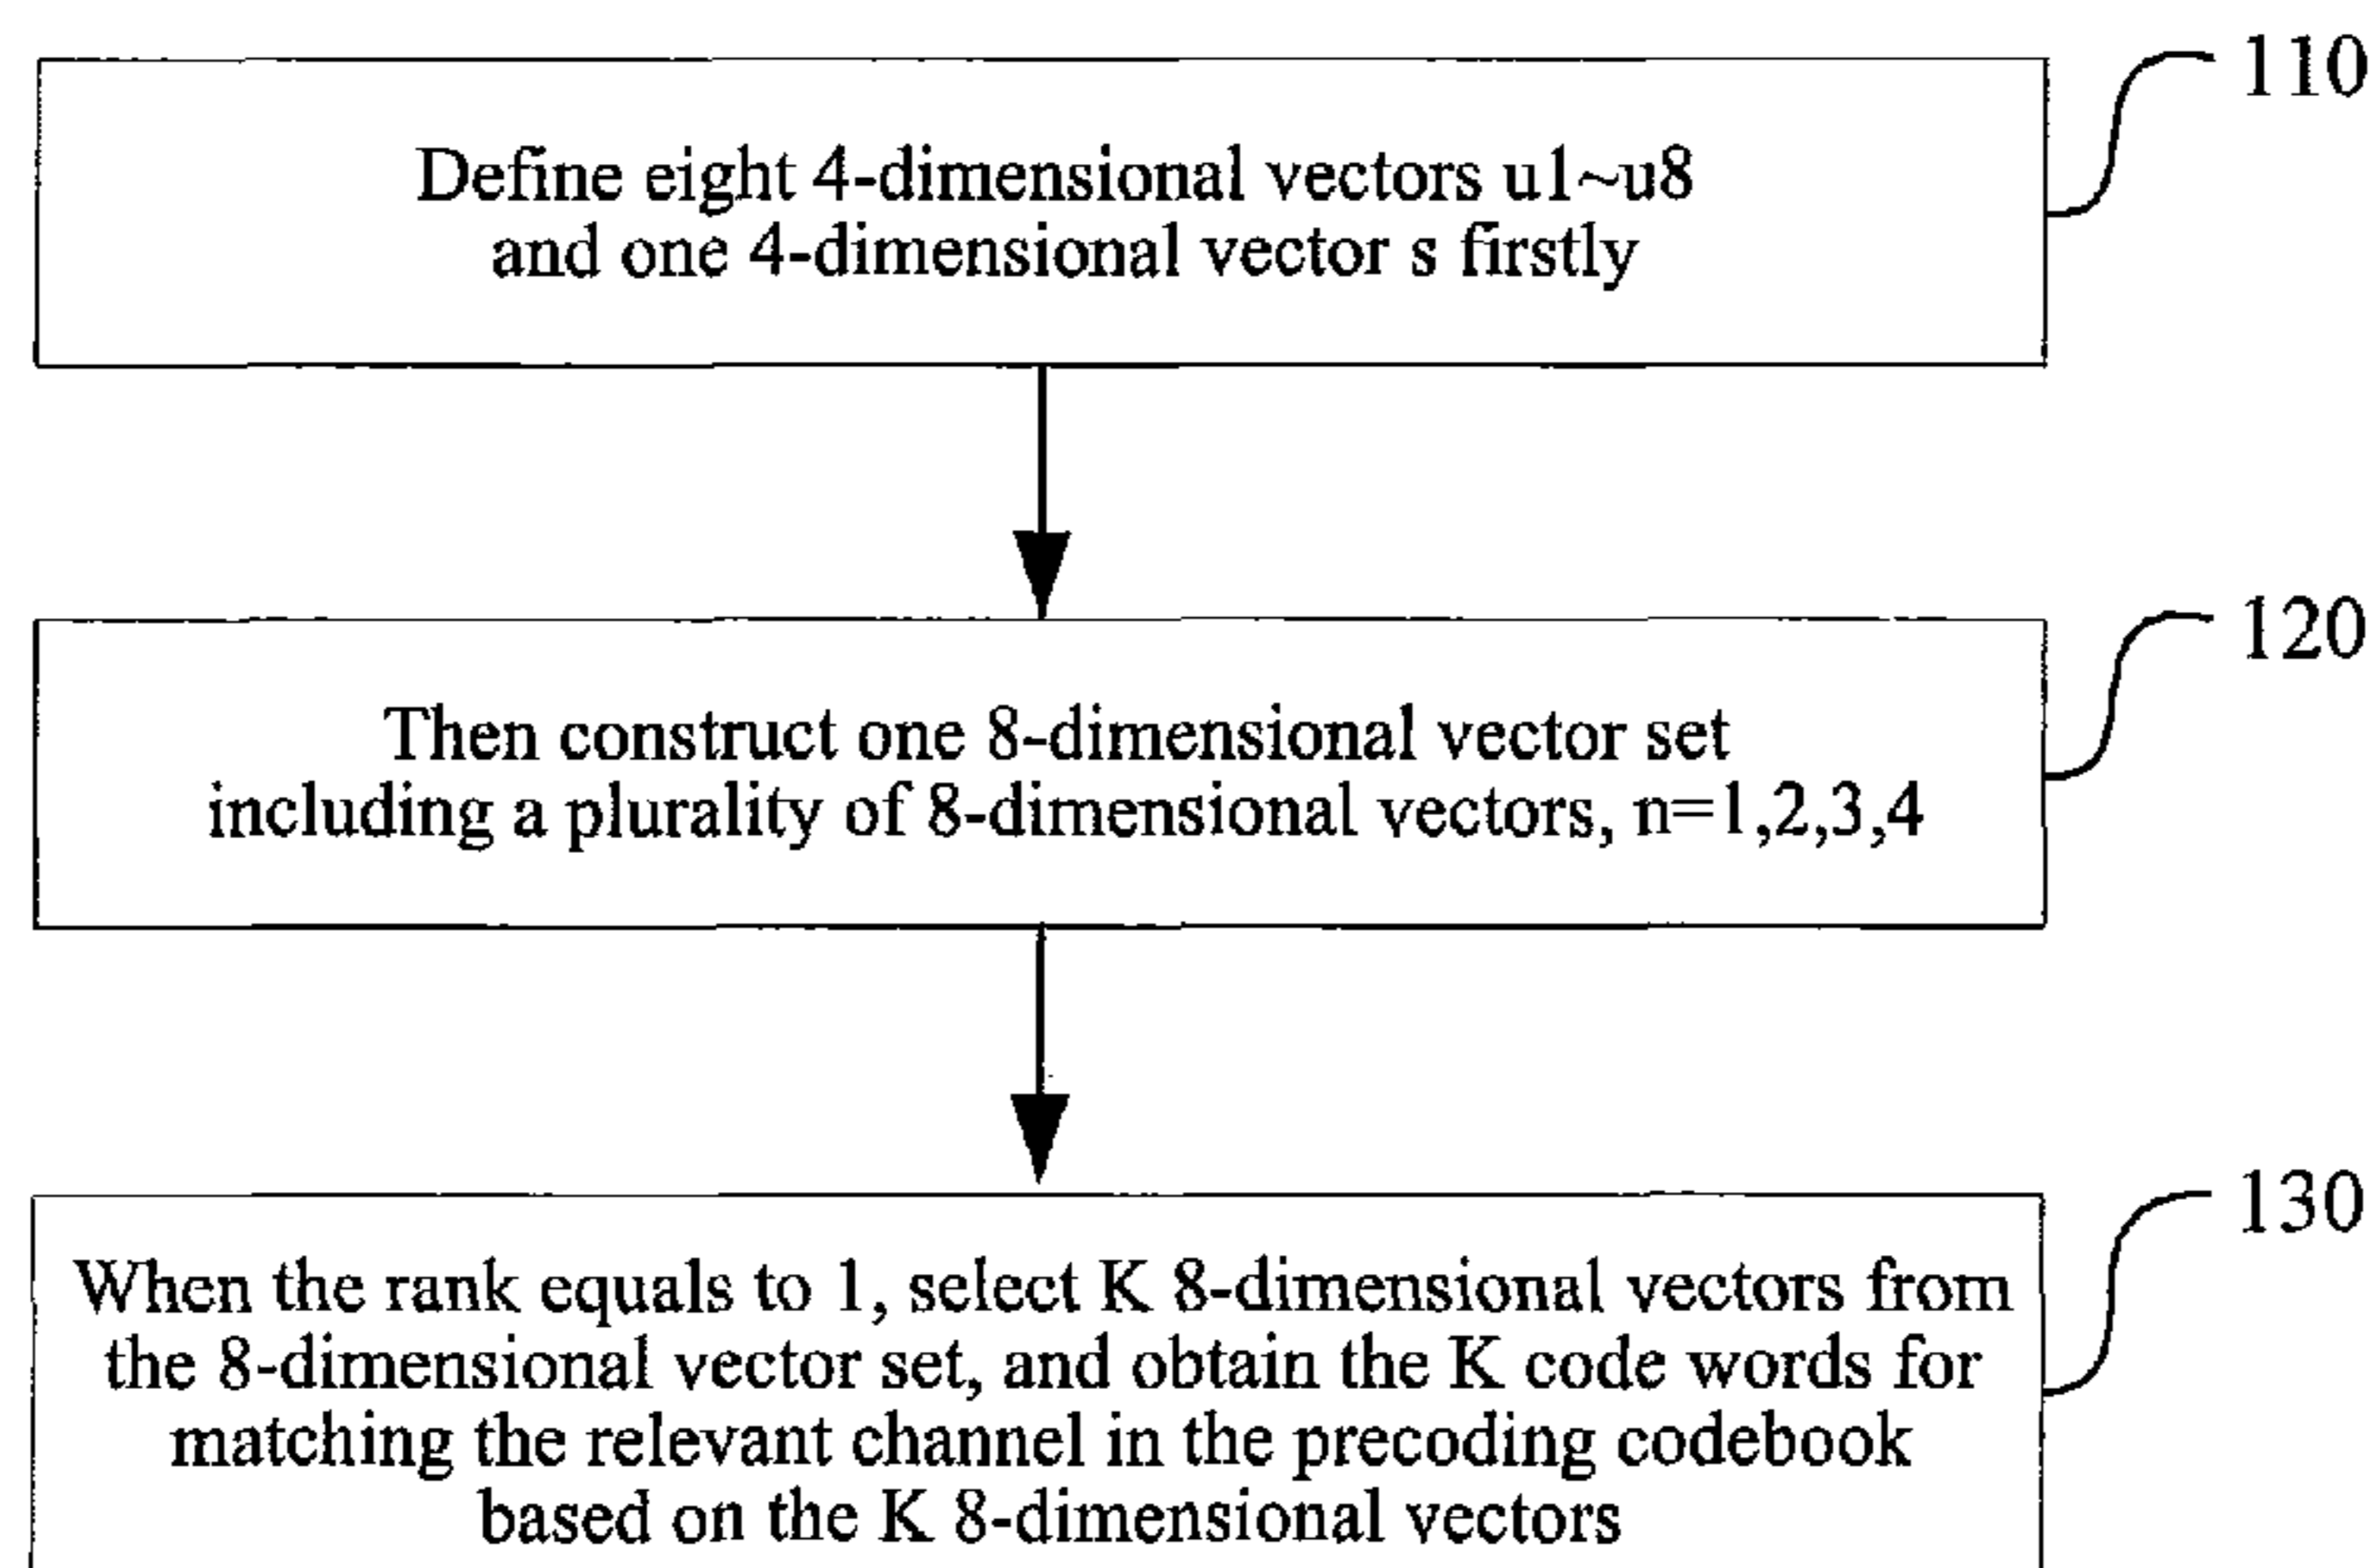 110
Define eight 4-dimensional vectors u1~u8
and one 4-dimensional vector s firstly
120
Then construct one 8-dimensional vector set
including a plurality of 8-dimensional vectors, n=1,2,3,4
130
When the rank equals to 1, select K 8-dimensional vectors from
the 8-dimensional vector set, and obtain the K code words for
matching the relevant channel in the precoding codebook
based on the K 8-dimensional vectors